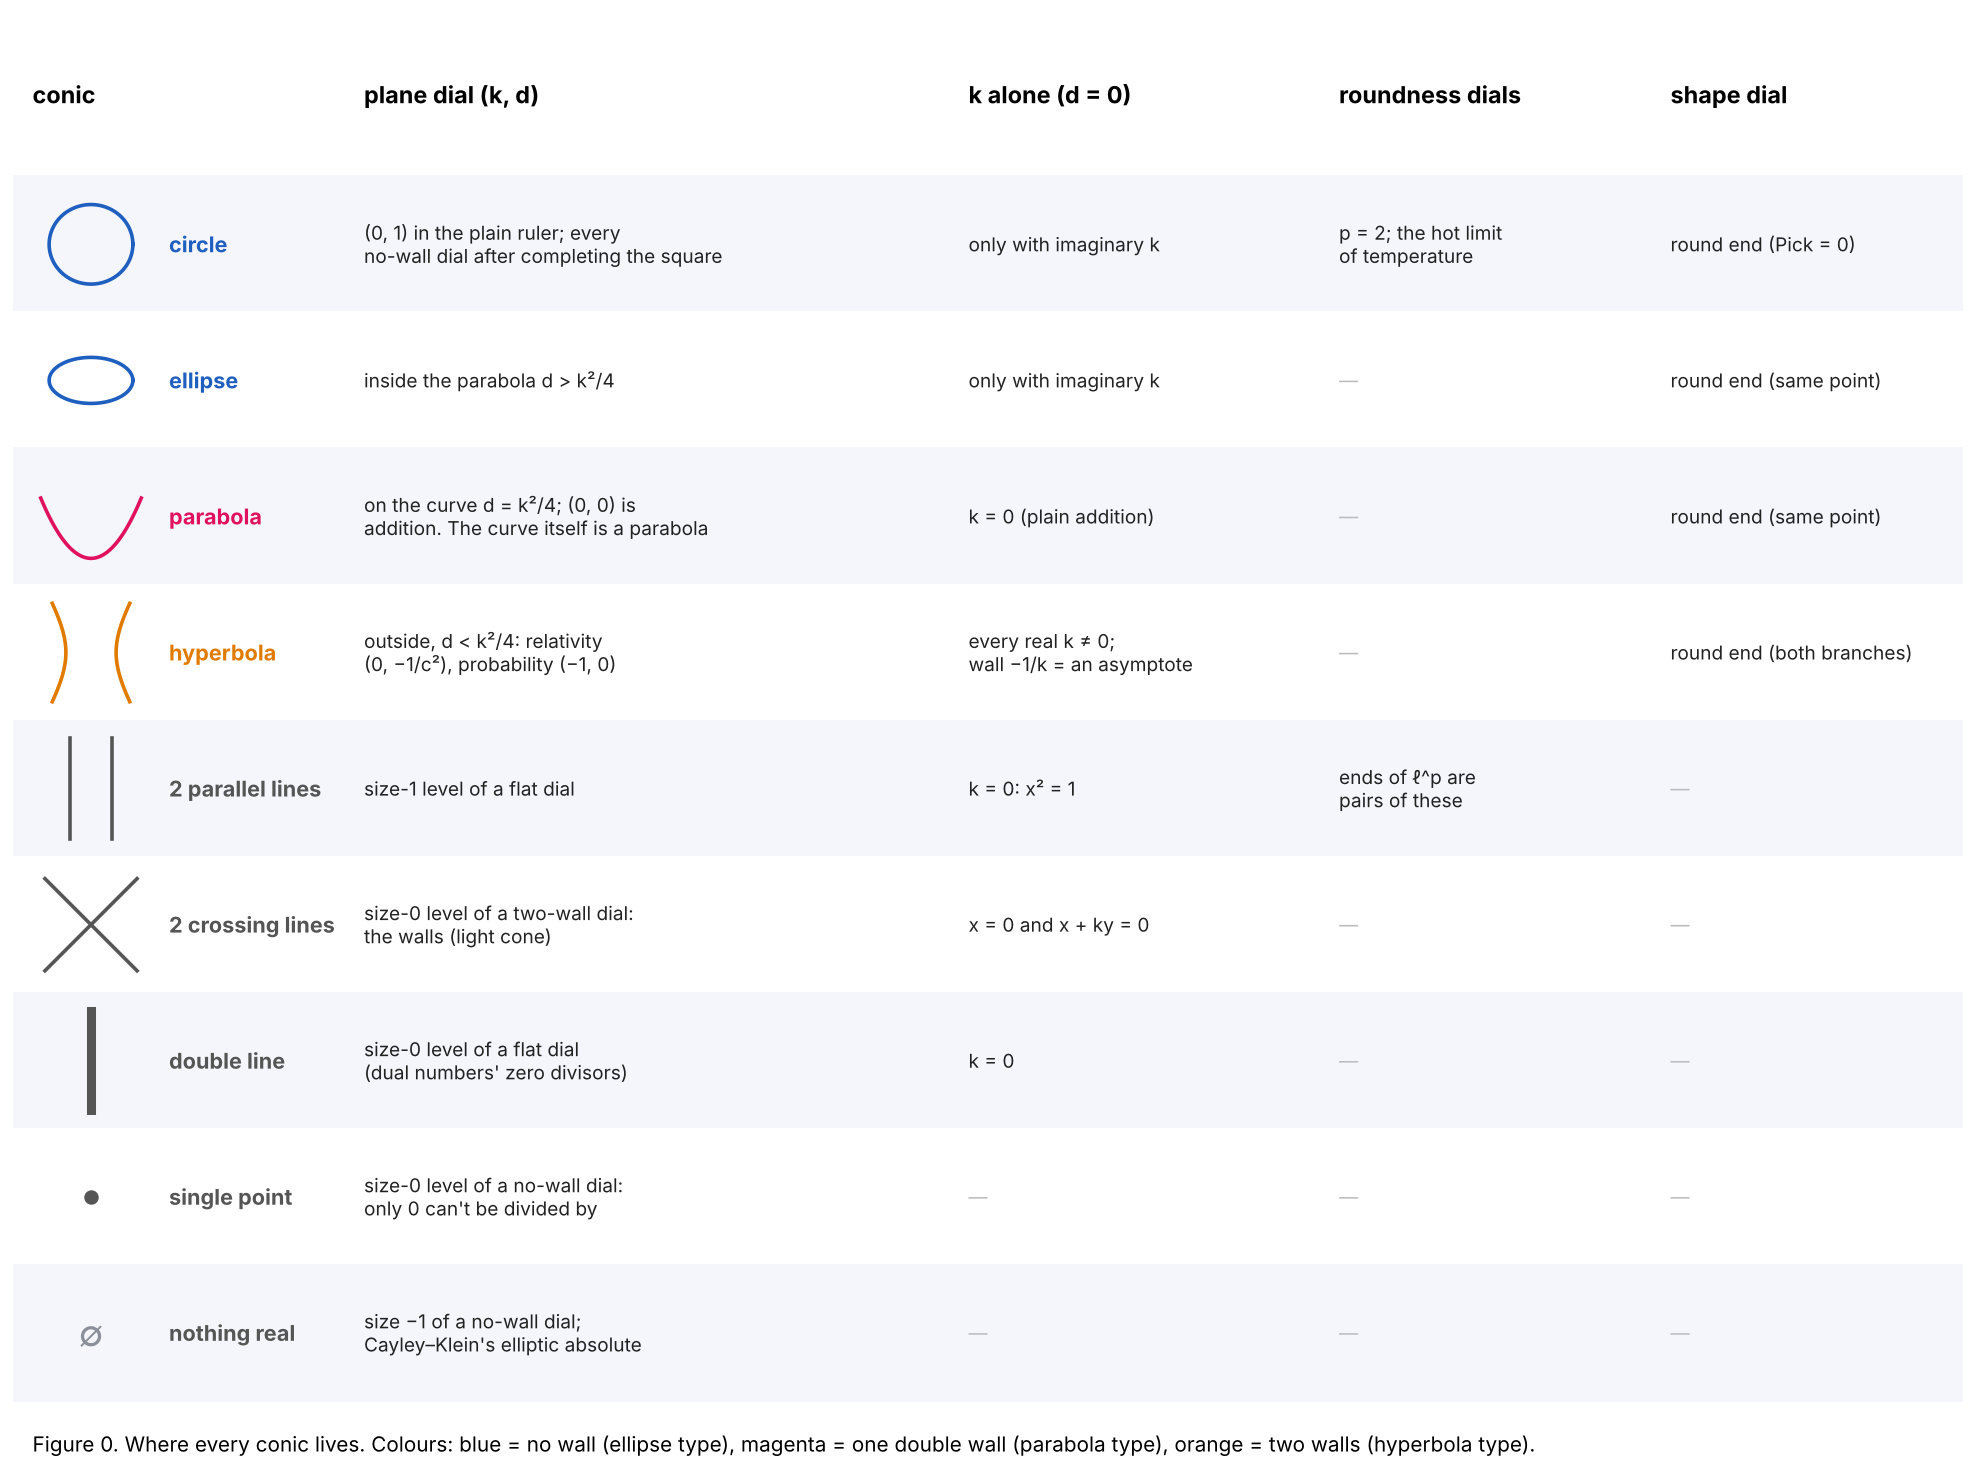 conic
plane dial (k, d)
k alone (d = 0)
roundness dials
shape dial
circle
(0, 1) in the plain ruler; every
no-wall dial after completing the square
only with imaginary k
p = 2; the hot limit
of temperature
round end (Pick = 0)
ellipse
inside the parabola d > k²/4
only with imaginary k
—
round end (same point)
parabola
on the curve d = k²/4; (0, 0) is
addition. The curve itself is a parabola
k = 0 (plain addition)
—
round end (same point)
hyperbola
outside, d < k²/4: relativity
(0, −1/c²), probability (−1, 0)
every real k ≠ 0;
wall −1/k = an asymptote
—
round end (both branches)
2 parallel lines
size-1 level of a flat dial
k = 0: x² = 1
ends of ℓ^p are
pairs of these
—
2 crossing lines
size-0 level of a two-wall dial:
the walls (light cone)
x = 0 and x + ky = 0
—
—
double line
size-0 level of a flat dial
(dual numbers' zero divisors)
k = 0
—
—
single point
size-0 level of a no-wall dial:
only 0 can't be divided by
—
—
—
∅
nothing real
size −1 of a no-wall dial;
Cayley–Klein's elliptic absolute
—
—
—
Figure 0. Where every conic lives. Colours: blue = no wall (ellipse type), magenta = one double wall (parabola type), orange = two walls (hyperbola type).